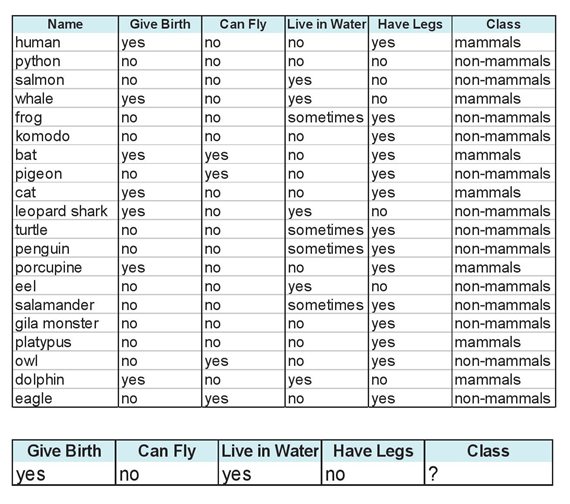 Name Give Birth Can Fly Live in Water Have Legs Class
human yes no no yes mammals
python no no no no non-mammals
salmon no no yes no non-mammals
whale yes no yes no mammals
frog no no sometimes yes non-mammals
komodo no no no yes non-mammals
bat yes yes no yes mammals
pigeon no yes no yes non-mammals
cat yes no no yes mammals
leopard shark yes no yes no non-mammals
turtle no no sometimes yes non-mammals
penguin no no sometimes yes non-mammals
porcupine yes no no yes mammals
eel no no yes no non-mammals
salamander no no sometimes yes non-mammals
gila monster no no no yes non-mammals
platypus no no no yes mammals
owl no yes no yes non-mammals
dolphin yes no yes no mammals
eagle no yes no yes non-mammals
Give Birth Can Fly Live in Water Have Legs Class
yes no yes no ?